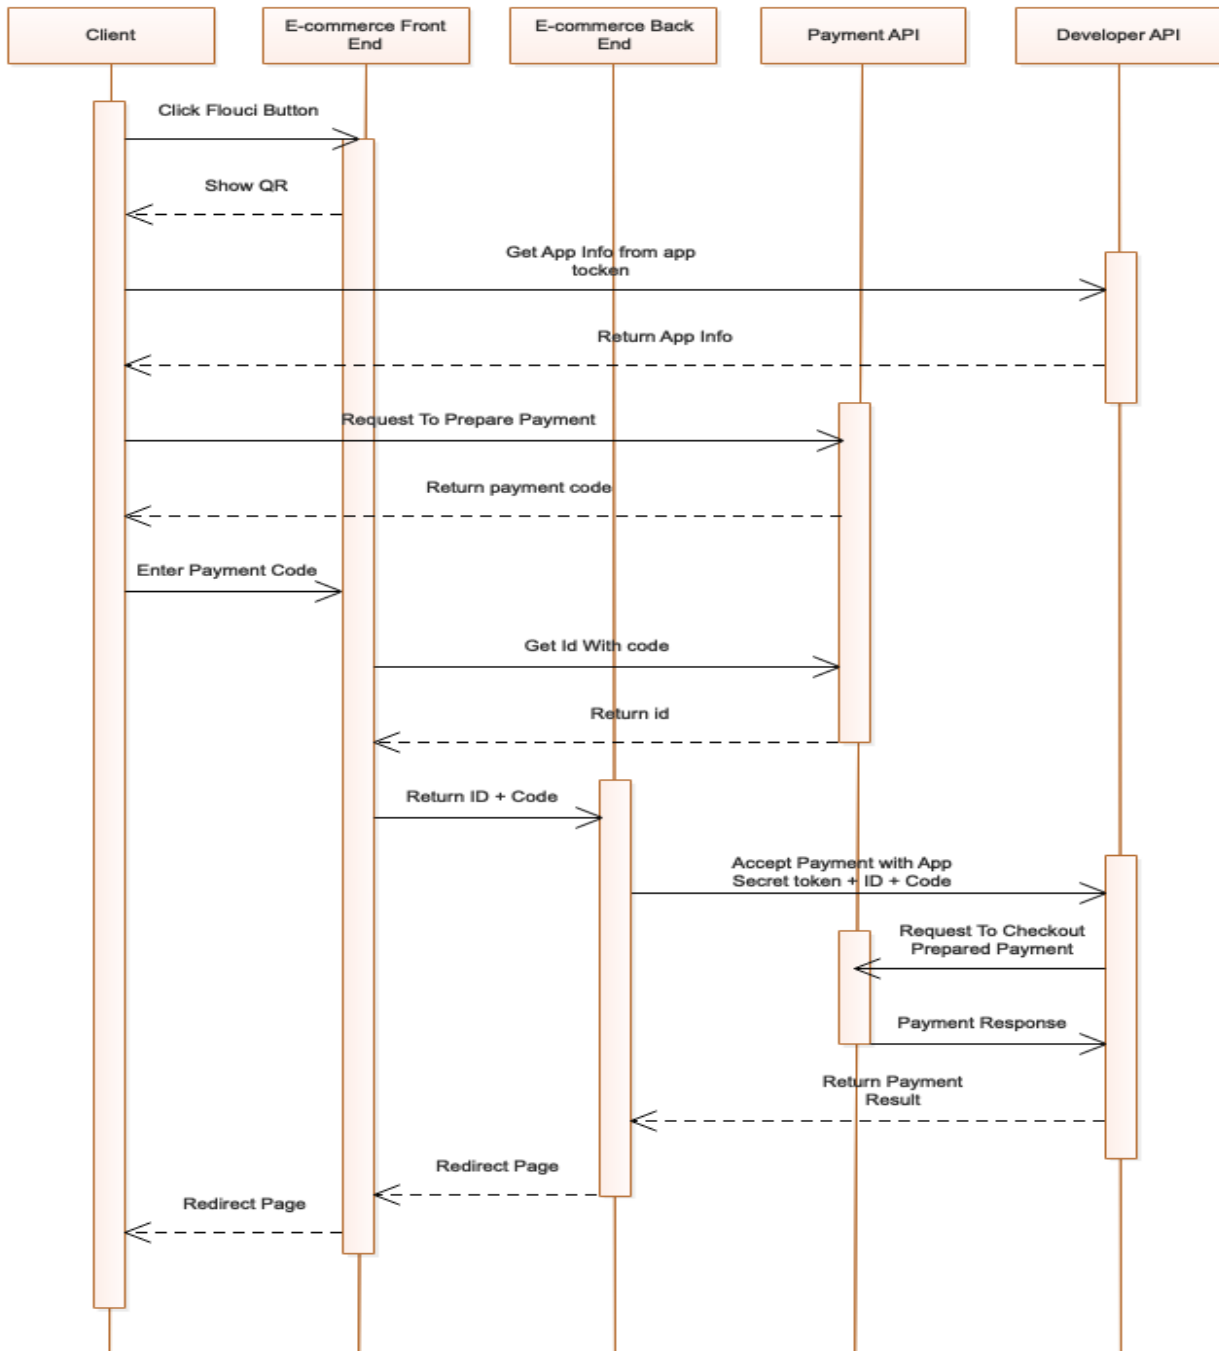 Client
E-commerce Front
End
E-commerce Back
End
Payment API
Developer API
Click Flouci Button
Show QR
Get App Info from app
tocken
Return App Info
Request To Prepare Payment
Return payment code
Enter Payment Code
Get Id With code
Return id
Return ID + Code
Accept Payment with App
Secret token + ID + Code
Request To Checkout
Prepared Payment
Payment Response
Return Payment
Result
Redirect Page
Redirect Page